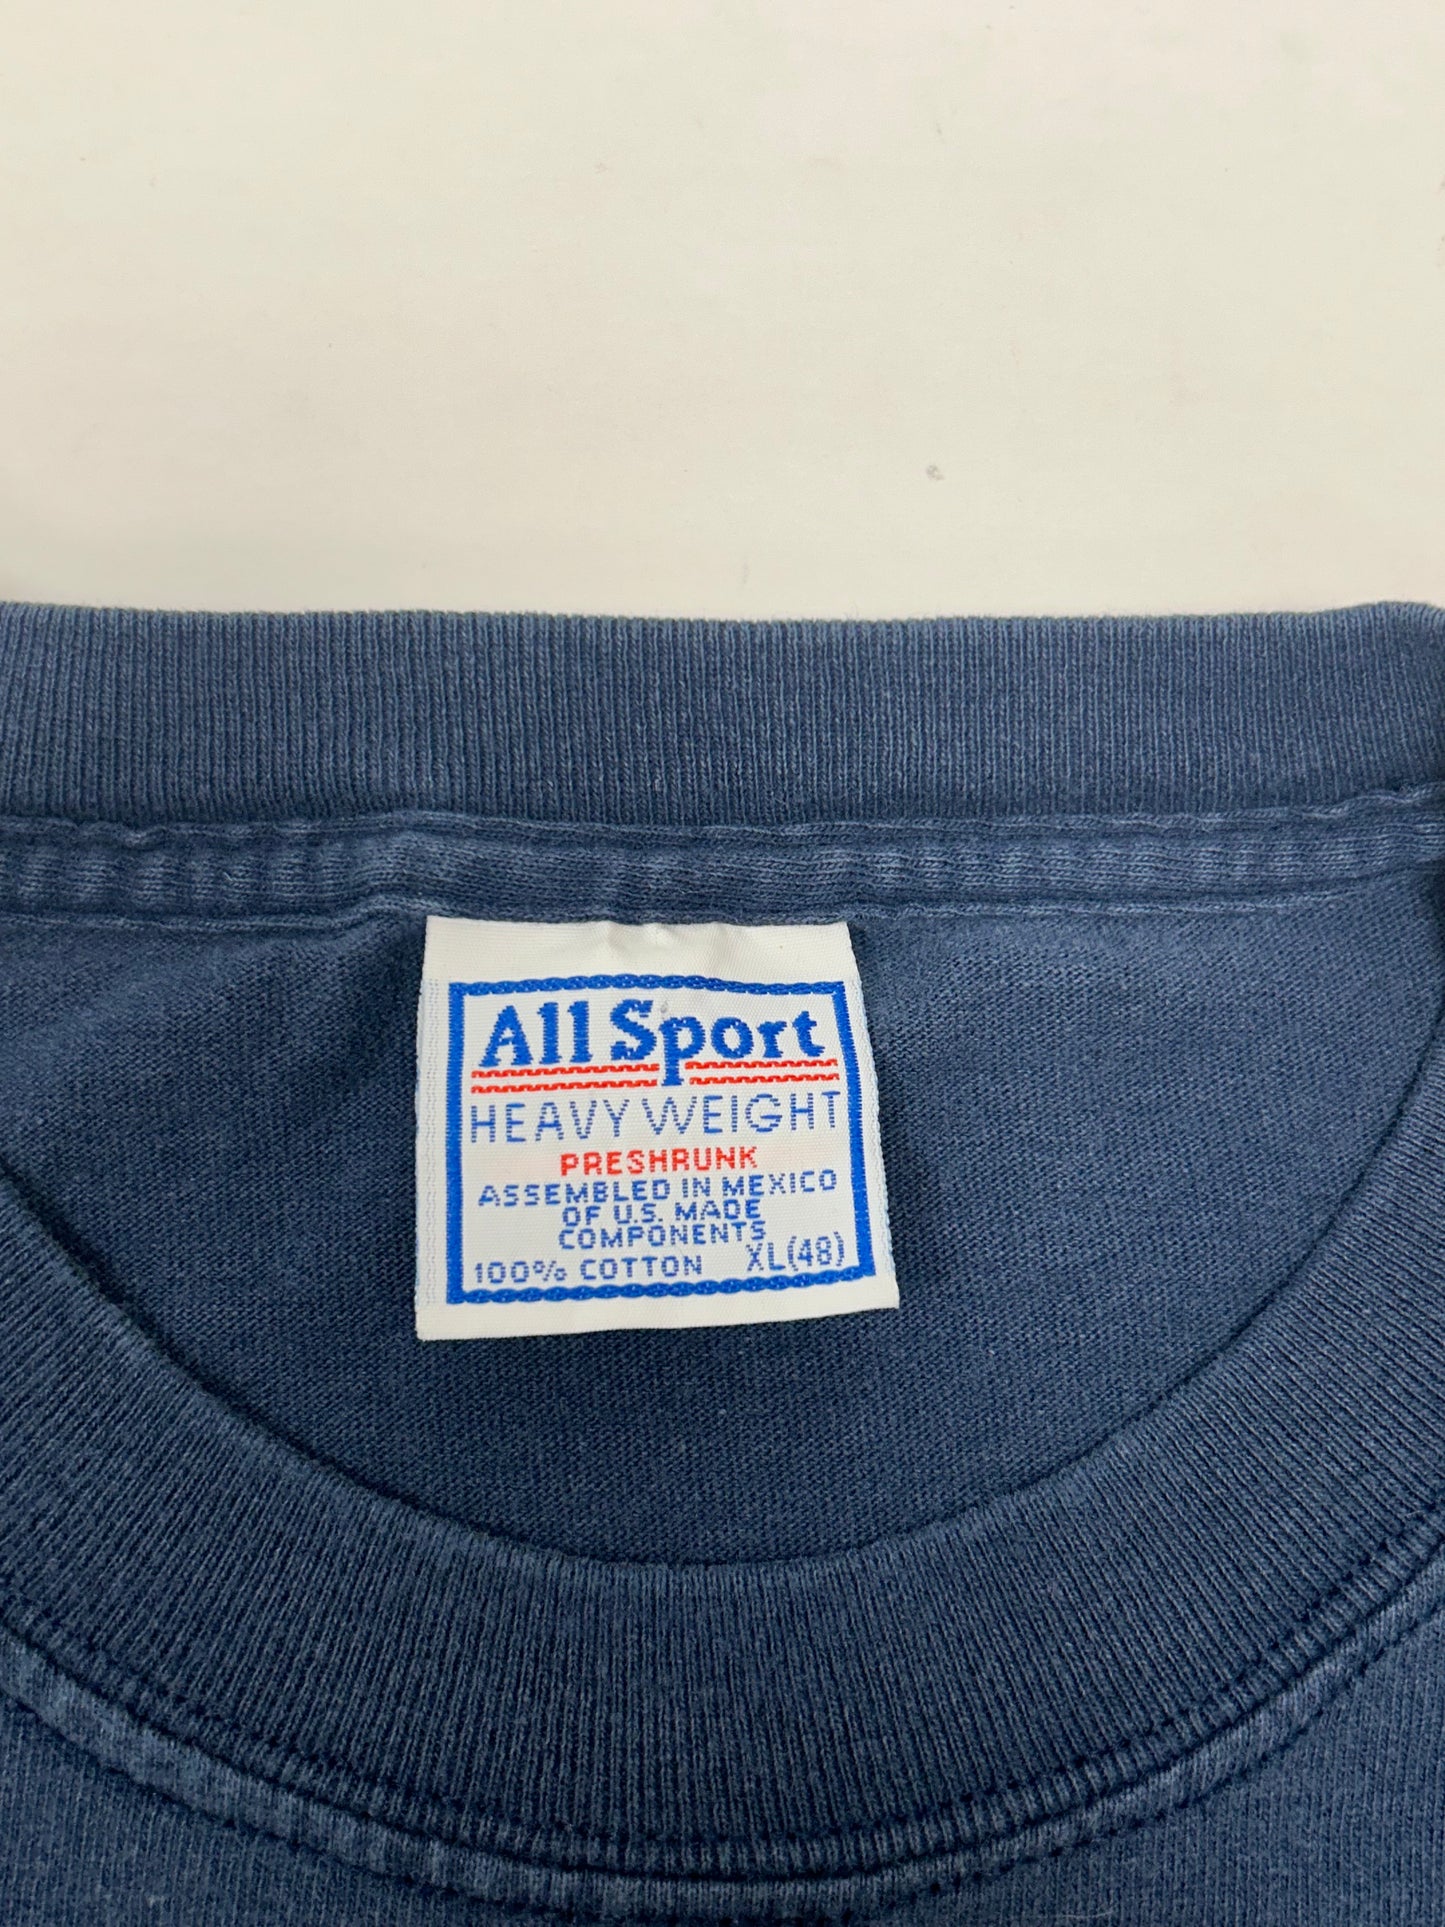 All Sport
HEAVY WEIGHT
PRESHRUNK
ASSEMBLED IN MEXICO
OF U.S. MADE
COMPONENTS
100% COTTON XL(48)